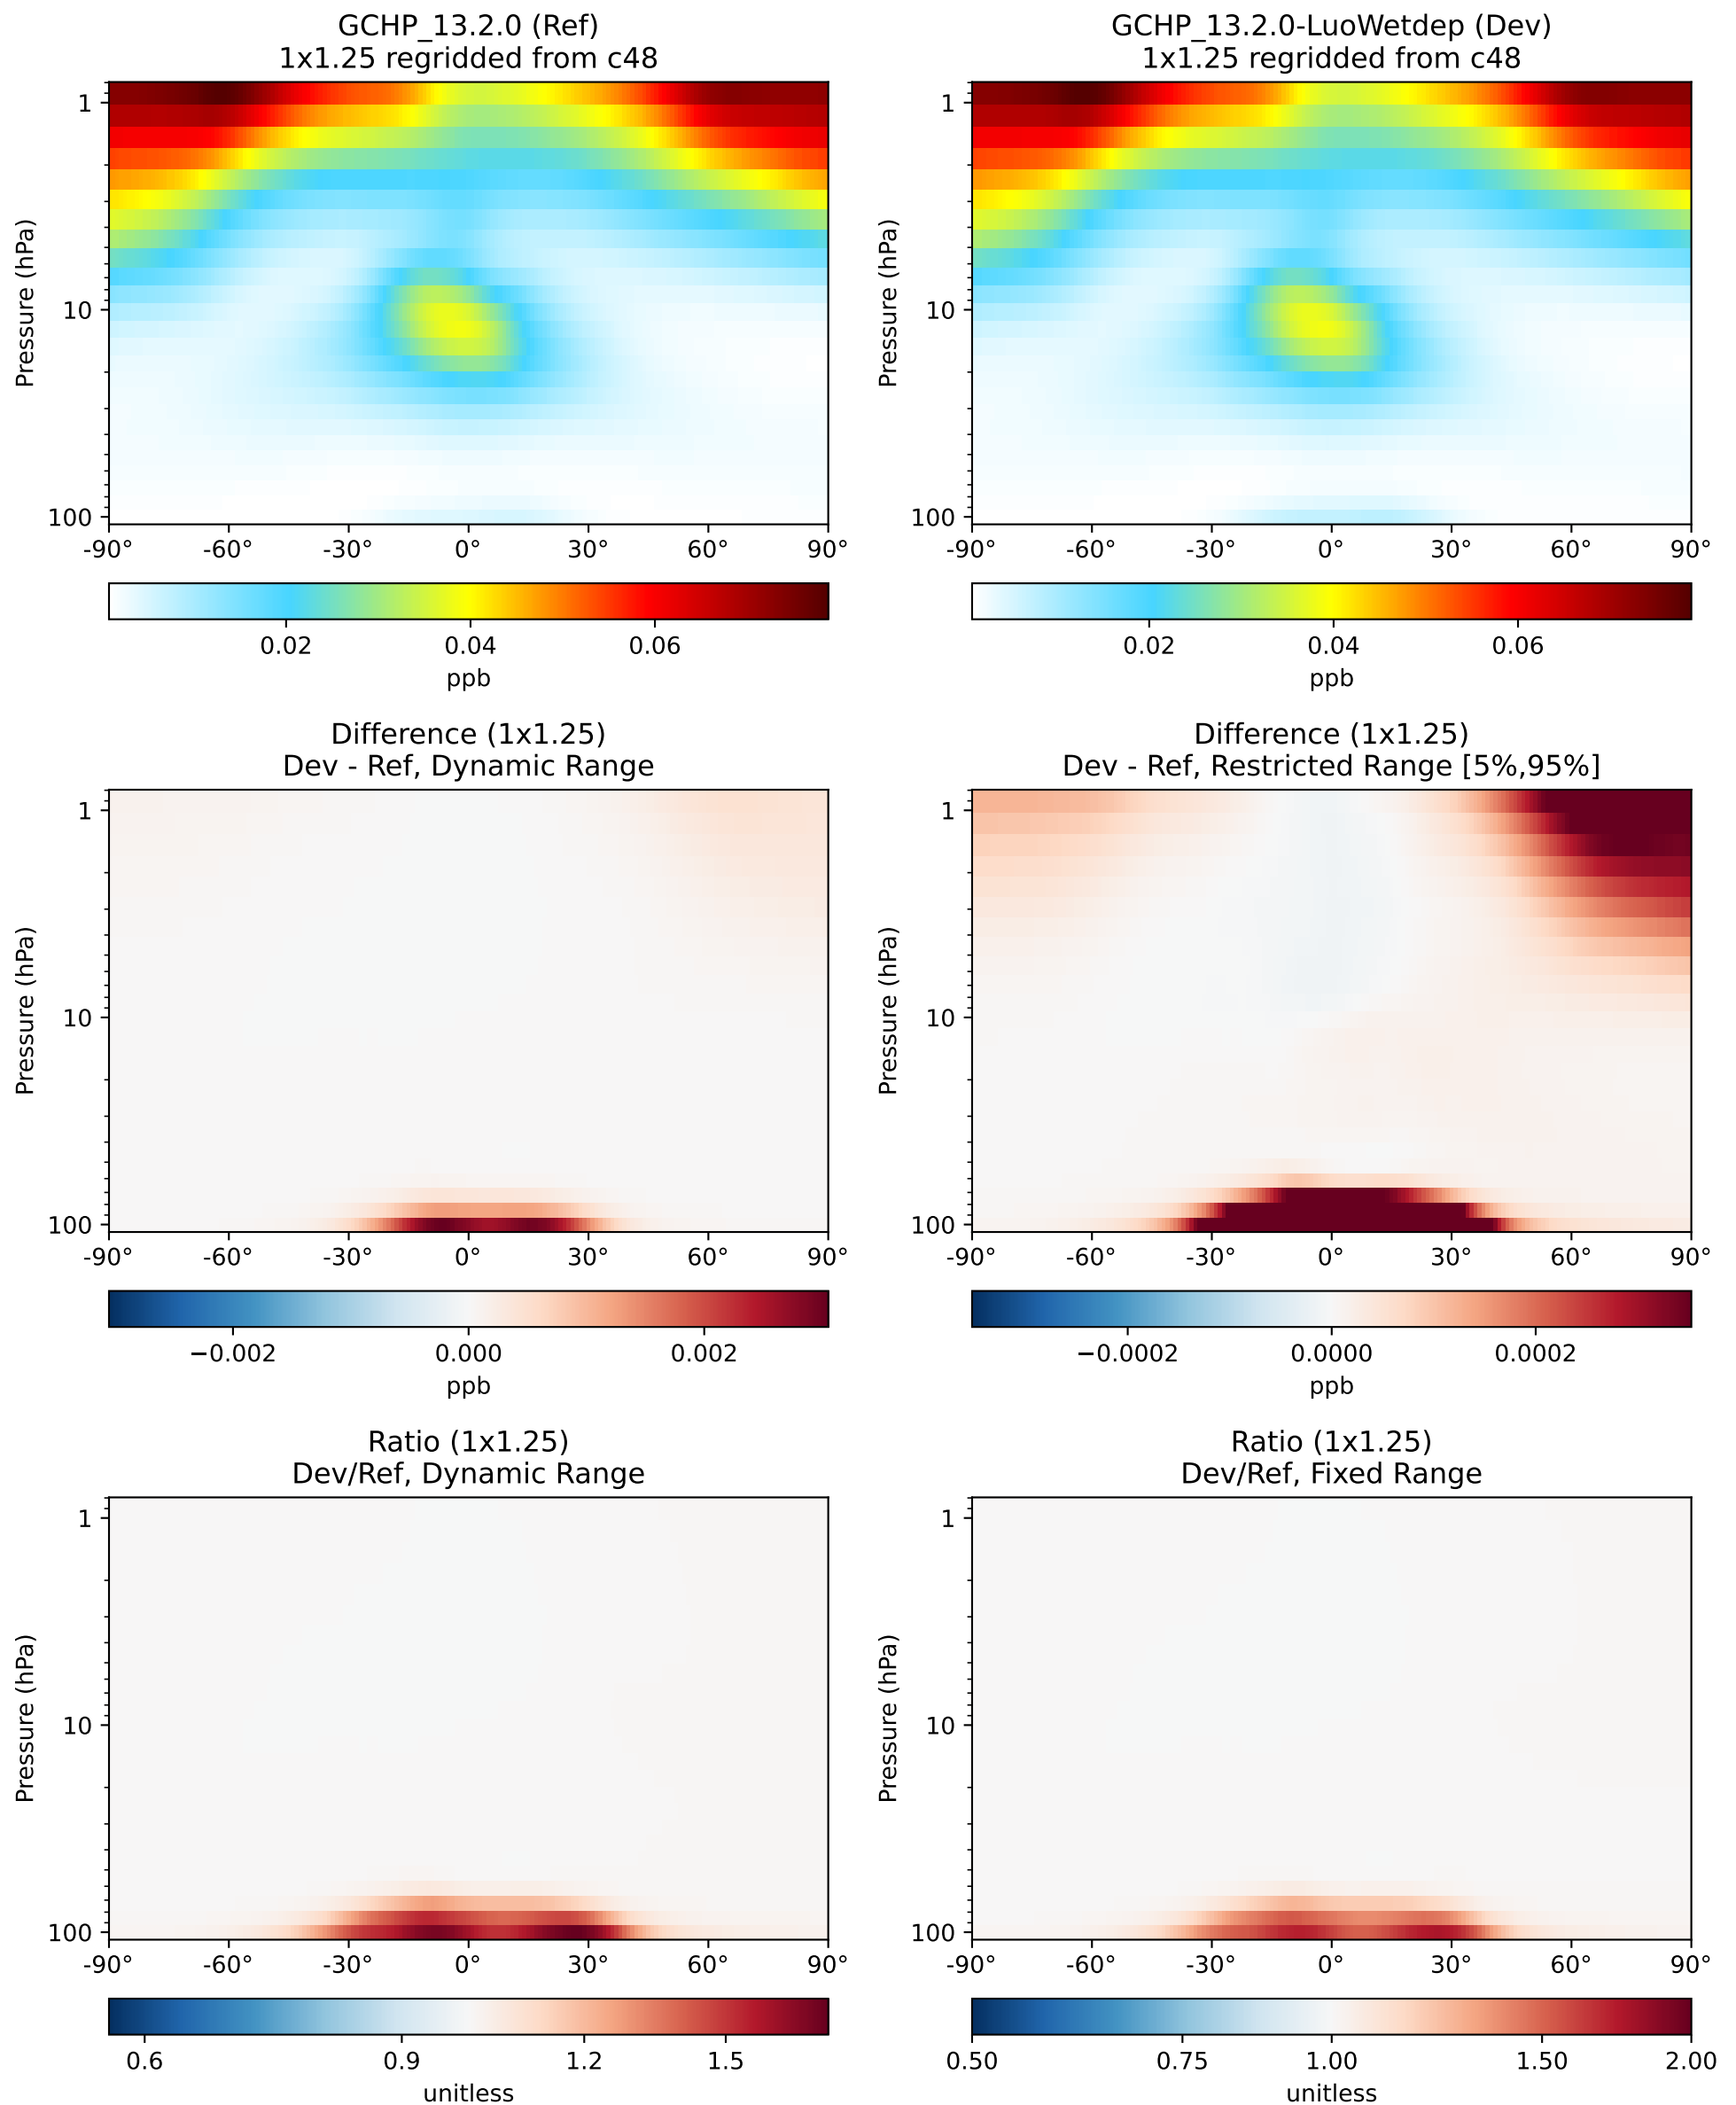 GCHP_13.2.0 (Ref)
1x1.25 regridded from c48
Pressure (hPa)
1
10
100
-90° -60° -30° 0° 30° 60° 90°
0.02 0.04 0.06
ppb
GCHP_13.2.0-LuoWetdep (Dev)
1x1.25 regridded from c48
Pressure (hPa)
1
10
100
-90° -60° -30° 0° 30° 60° 90°
0.02 0.04 0.06
ppb
Difference (1x1.25)
Dev - Ref, Dynamic Range
Pressure (hPa)
1
10
100
-90° -60° -30° 0° 30° 60° 90°
−0.002 0.000 0.002
ppb
Difference (1x1.25)
Dev - Ref, Restricted Range [5%,95%]
Pressure (hPa)
1
10
100
-90° -60° -30° 0° 30° 60° 90°
−0.0002 0.0000 0.0002
ppb
Ratio (1x1.25)
Dev/Ref, Dynamic Range
Pressure (hPa)
1
10
100
-90° -60° -30° 0° 30° 60° 90°
0.6 0.9 1.2 1.5
unitless
Ratio (1x1.25)
Dev/Ref, Fixed Range
Pressure (hPa)
1
10
100
-90° -60° -30° 0° 30° 60° 90°
0.50 0.75 1.00 1.50 2.00
unitless